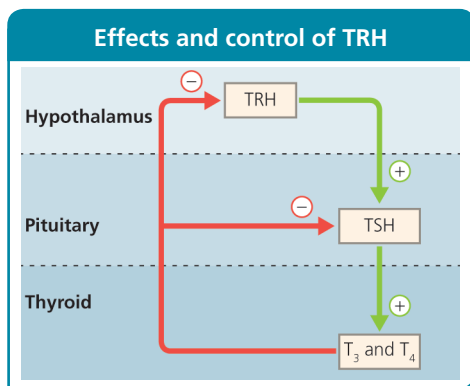 Effects and control of TRH
−
TRH
Hypothalamus
+
−
Pituitary
TSH
Thyroid
+
T₃ and T₄